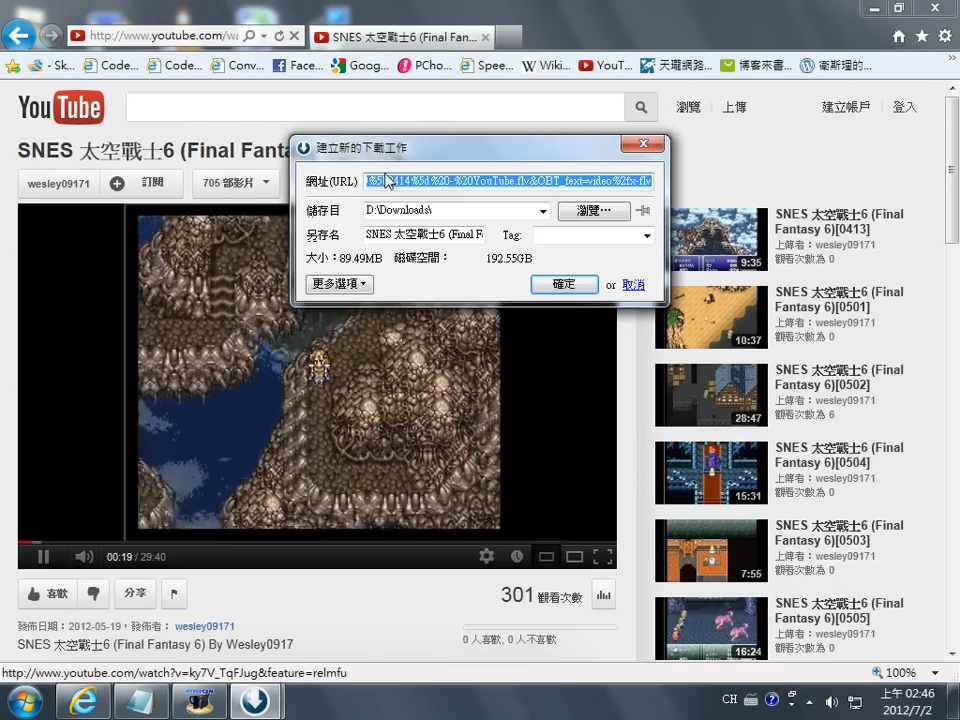 http://www.youtube.com/wa
SNES 太空戰士6 (Final Fan...
- Sk...
Code...
Code...
Conv...
Face...
Goog...
PCho...
Spee...
Wiki...
YouT...
天瓏網路...
博客來書...
衛斯理的...
YouTube
瀏覽
上傳
建立帳戶
登入
SNES 太空戰士6 (Final Fanta
wesley09171
訂閱
705 部影片
建立新的下載工作
網址(URL)
414%5d%20-%20YouTube.flv&OBT_fext=video%2fx-flv
儲存目
D:\Downloads\
瀏覽...
另存名
SNES 太空戰士6 (Final F
Tag:
大小：89.49MB
磁碟空間：
192.55GB
更多選項
確定
or
取消
9:35
SNES 太空戰士6 (Final
Fantasy 6)[0413]
上傳者：wesley09171
觀看次數為 0
10:37
SNES 太空戰士6 (Final
Fantasy 6)[0501]
上傳者：wesley09171
觀看次數為 0
28:47
SNES 太空戰士6 (Final
Fantasy 6)[0502]
上傳者：wesley09171
觀看次數為 6
15:31
SNES 太空戰士6 (Final
Fantasy 6)[0504]
上傳者：wesley09171
觀看次數為 0
7:55
SNES 太空戰士6 (Final
Fantasy 6)[0503]
上傳者：wesley09171
觀看次數為 0
16:24
SNES 太空戰士6 (Final
Fantasy 6)[0505]
上傳者：wesley09171
觀看次數為 0
00:19 / 29:40
喜歡
分享
301 觀看次數
發佈日期：2012-05-19，發佈者： wesley09171
SNES 太空戰士6 (Final Fantasy 6) By Wesley0917
0 人喜歡, 0 人不喜歡
http://www.youtube.com/watch?v=ky7V_TqFJug&feature=relmfu
100%
HYPERCAM
CH
上午 02:46
2012/7/2